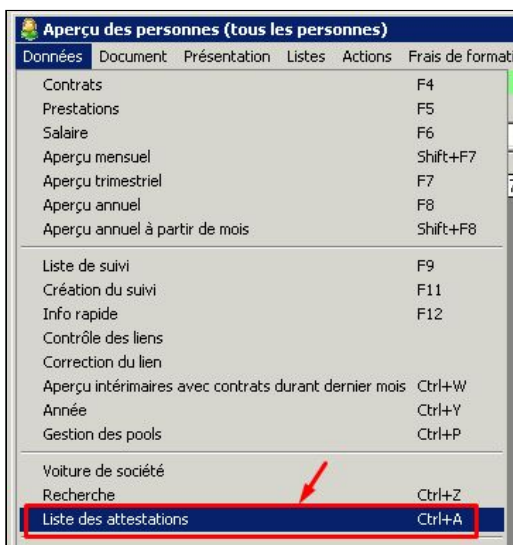 Aperçu des personnes (tous les personnes)
Données Document Présentation Listes Actions Frais de formati
Contrats F4
Prestations F5
Salaire F6
Aperçu mensuel Shift+F7
Aperçu trimestriel F7
Aperçu annuel F8
Aperçu annuel à partir de mois Shift+F8
Liste de suivi F9
Création du suivi F11
Info rapide F12
Contrôle des liens
Correction du lien
Aperçu intérimaires avec contrats durant dernier mois Ctrl+W
Année Ctrl+Y
Gestion des pools Ctrl+P
Voiture de société
Recherche Ctrl+Z
Liste des attestations Ctrl+A